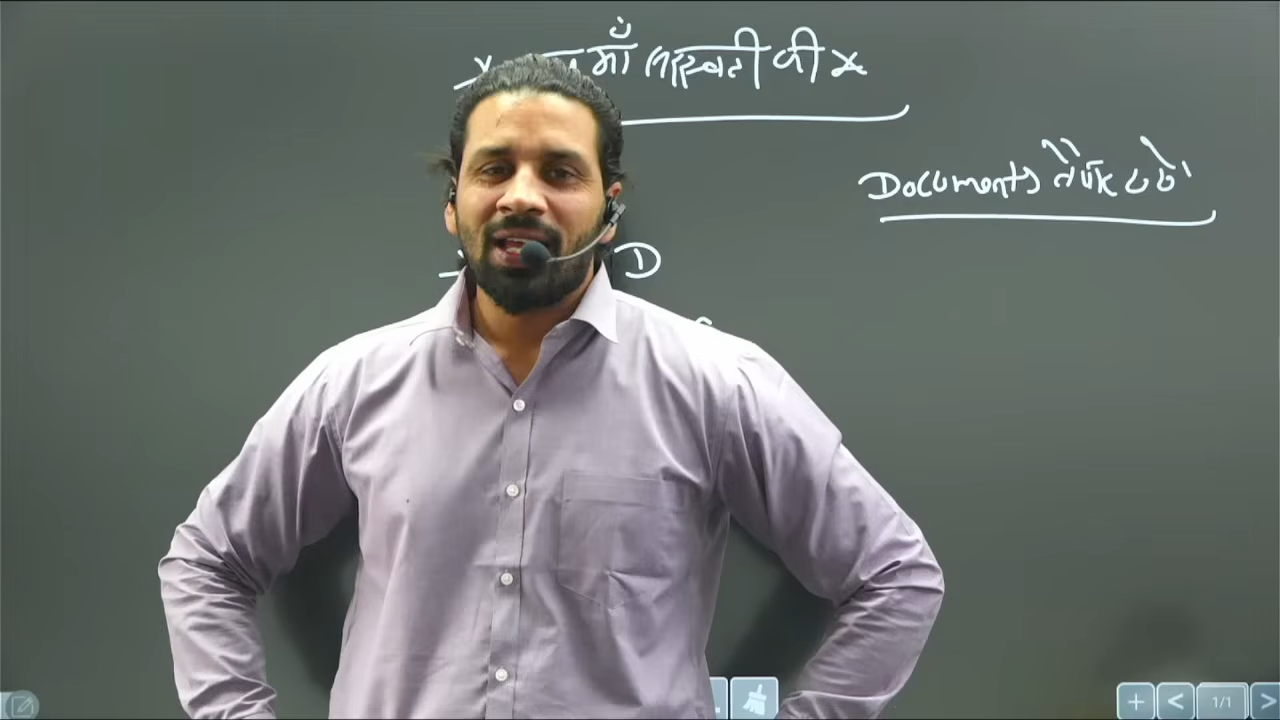 माँ सरस्वती की
Documents तैयार रखें
D
1/1